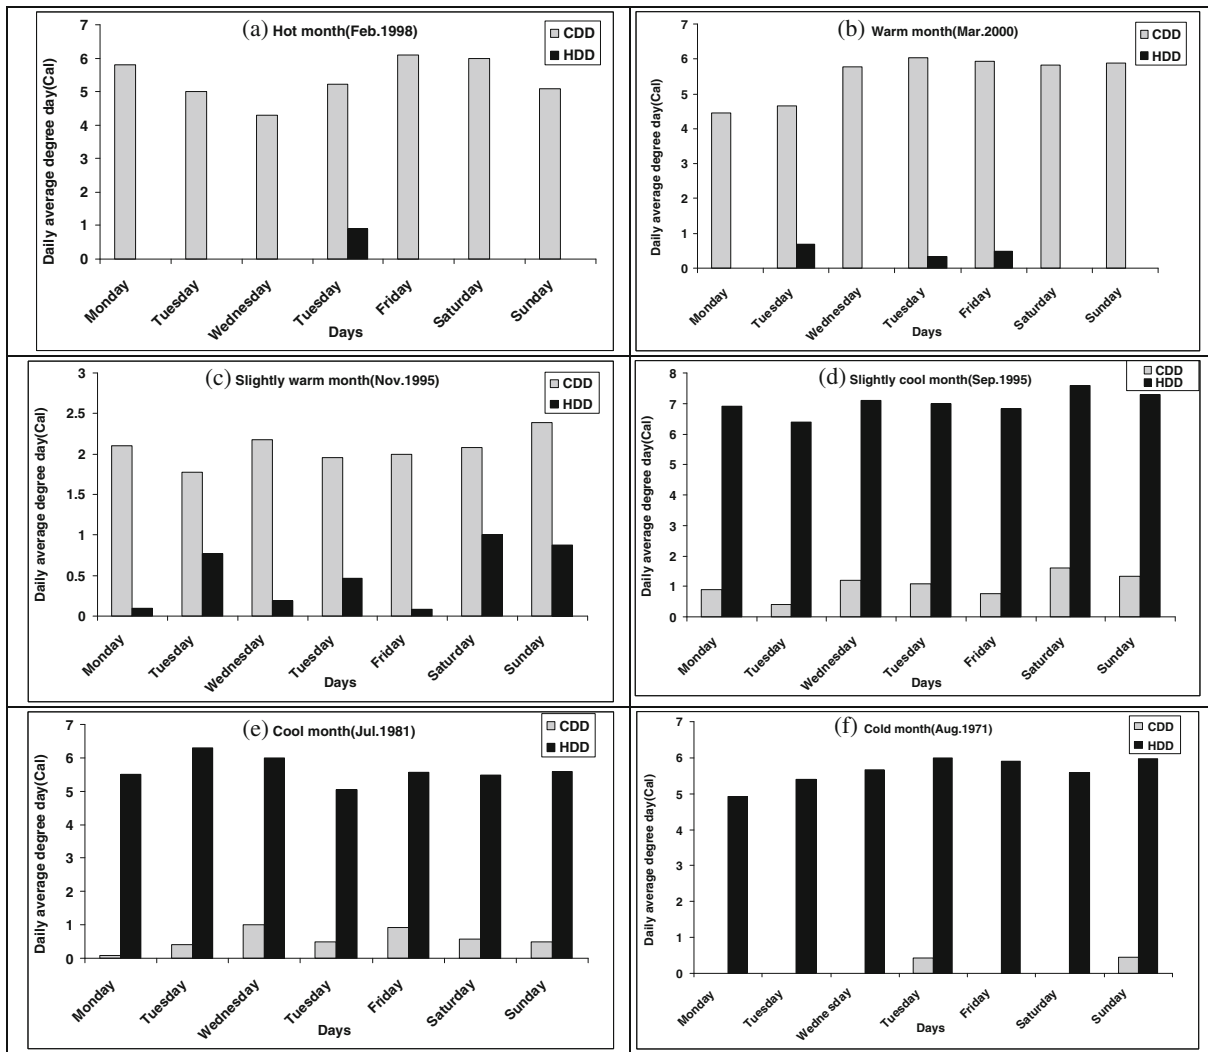 (a) Hot month(Feb.1998)
CDD
HDD
Daily average degree day(Cal)
7
6
5
4
3
2
1
0
Monday
Tuesday
Wednesday
Tuesday
Friday
Saturday
Sunday
Days
(b) Warm month(Mar.2000)
CDD
HDD
Daily average degree day(Cal)
7
6
5
4
3
2
1
0
Monday
Tuesday
Wednesday
Tuesda y
Friday
Saturday
Sunday
Days
(c) Slightly warm month(Nov.1995)
CDD
HDD
Daily average degree day(Cal)
3
2.5
2
1.5
1
0.5
0
Monday
Tuesday
Wednesday
Tuesday
Friday
Saturday
Sunday
Days
(d) Slightly cool month(Sep.1995)
CDD
HDD
Daily average degree day(Cal)
8
7
6
5
4
3
2
1
0
Monday
Tuesday
Wednesday
Tuesday
Friday
Saturday
Sunday
Days
(e) Cool month(Jul.1981)
CDD
HDD
Daily average degree day(Cal)
7
6
5
4
3
2
1
0
Monday
Tuesday
Wednesday
Tuesday
Friday
Saturday
Sunday
Days
(f) Cold month(Aug.1971)
CDD
HDD
Daily average degree day(Cal)
7
6
5
4
3
2
1
0
Monday
Tuesday
Wedne sday
Tuesday
Friday
Saturday
Sunday
Days